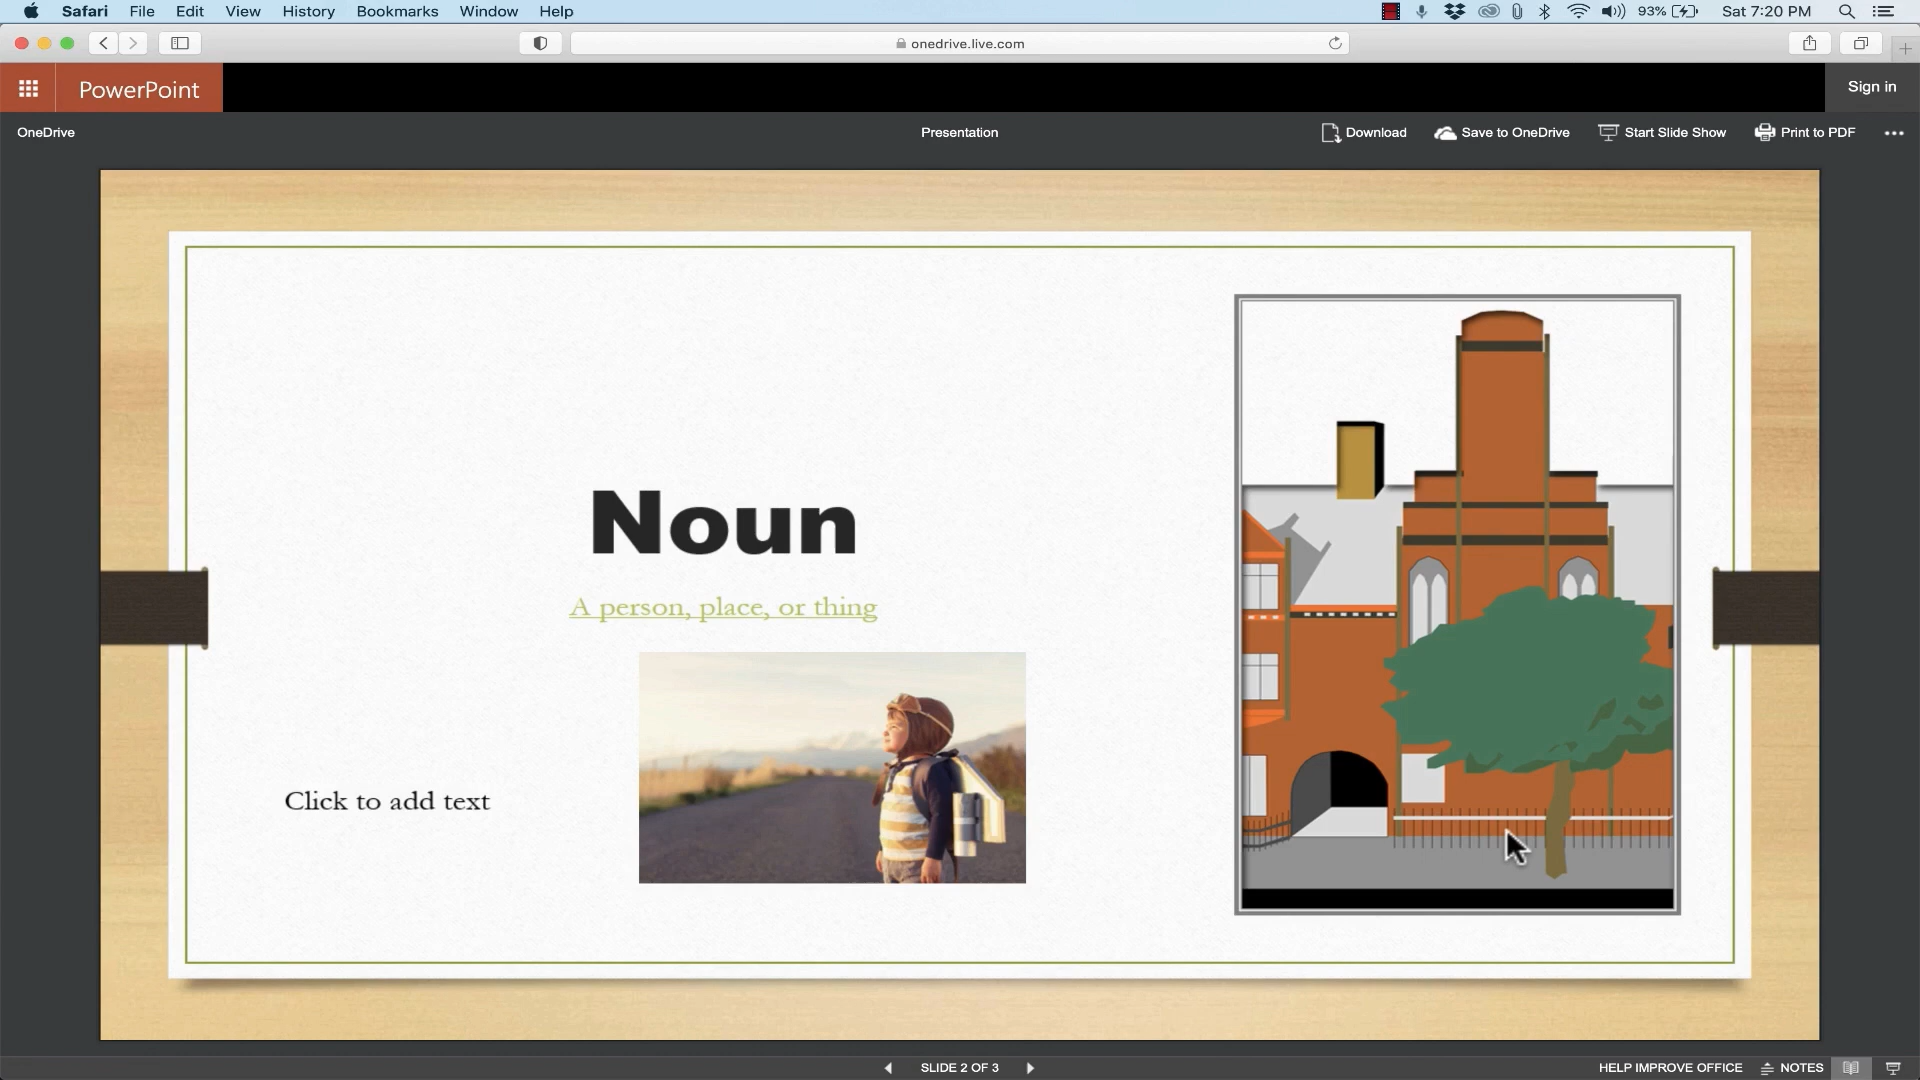 Safari File Edit View History Bookmarks Window Help 93% Sat 7:20 PM
onedrive.live.com
PowerPoint Sign in
OneDrive Presentation Download Save to OneDrive Start Slide Show Print to PDF
Noun
A person, place, or thing
Click to add text
SLIDE 2 OF 3 HELP IMPROVE OFFICE NOTES